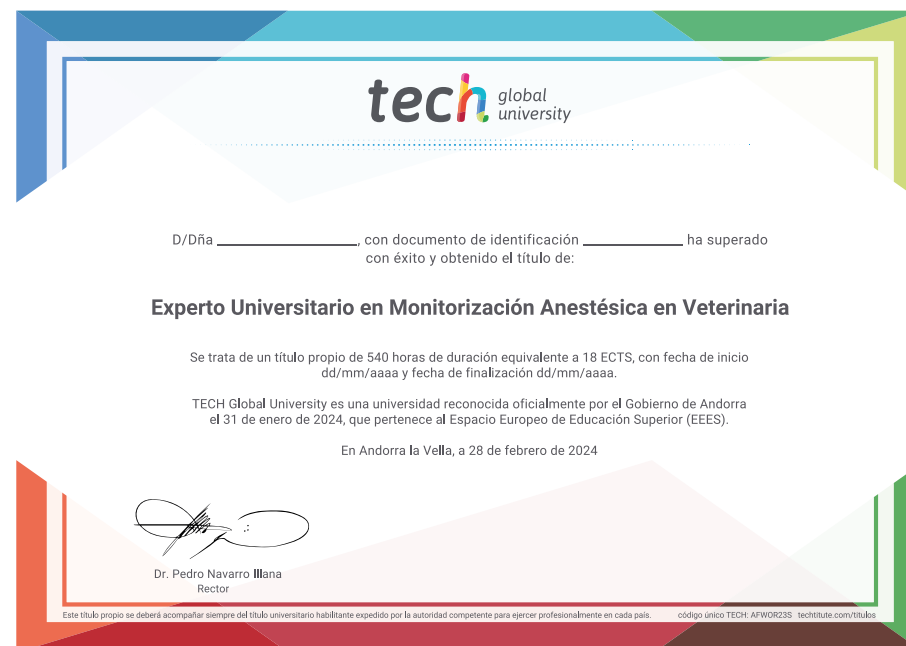 tech global
university
D/Dña ____________________, con documento de identificación ______________ ha superado
con éxito y obtenido el título de:
Experto Universitario en Monitorización Anestésica en Veterinaria
Se trata de un título propio de 540 horas de duración equivalente a 18 ECTS, con fecha de inicio
dd/mm/aaaa y fecha de finalización dd/mm/aaaa.
TECH Global University es una universidad reconocida oficialmente por el Gobierno de Andorra
el 31 de enero de 2024, que pertenece al Espacio Europeo de Educación Superior (EEES).
En Andorra la Vella, a 28 de febrero de 2024
Dr. Pedro Navarro Illana
Rector
Este título propio se deberá acompañar siempre del título universitario habilitante expedido por la autoridad competente para ejercer profesionalmente en cada país. código único TECH: AFWOR23S techtitute.com/titulos